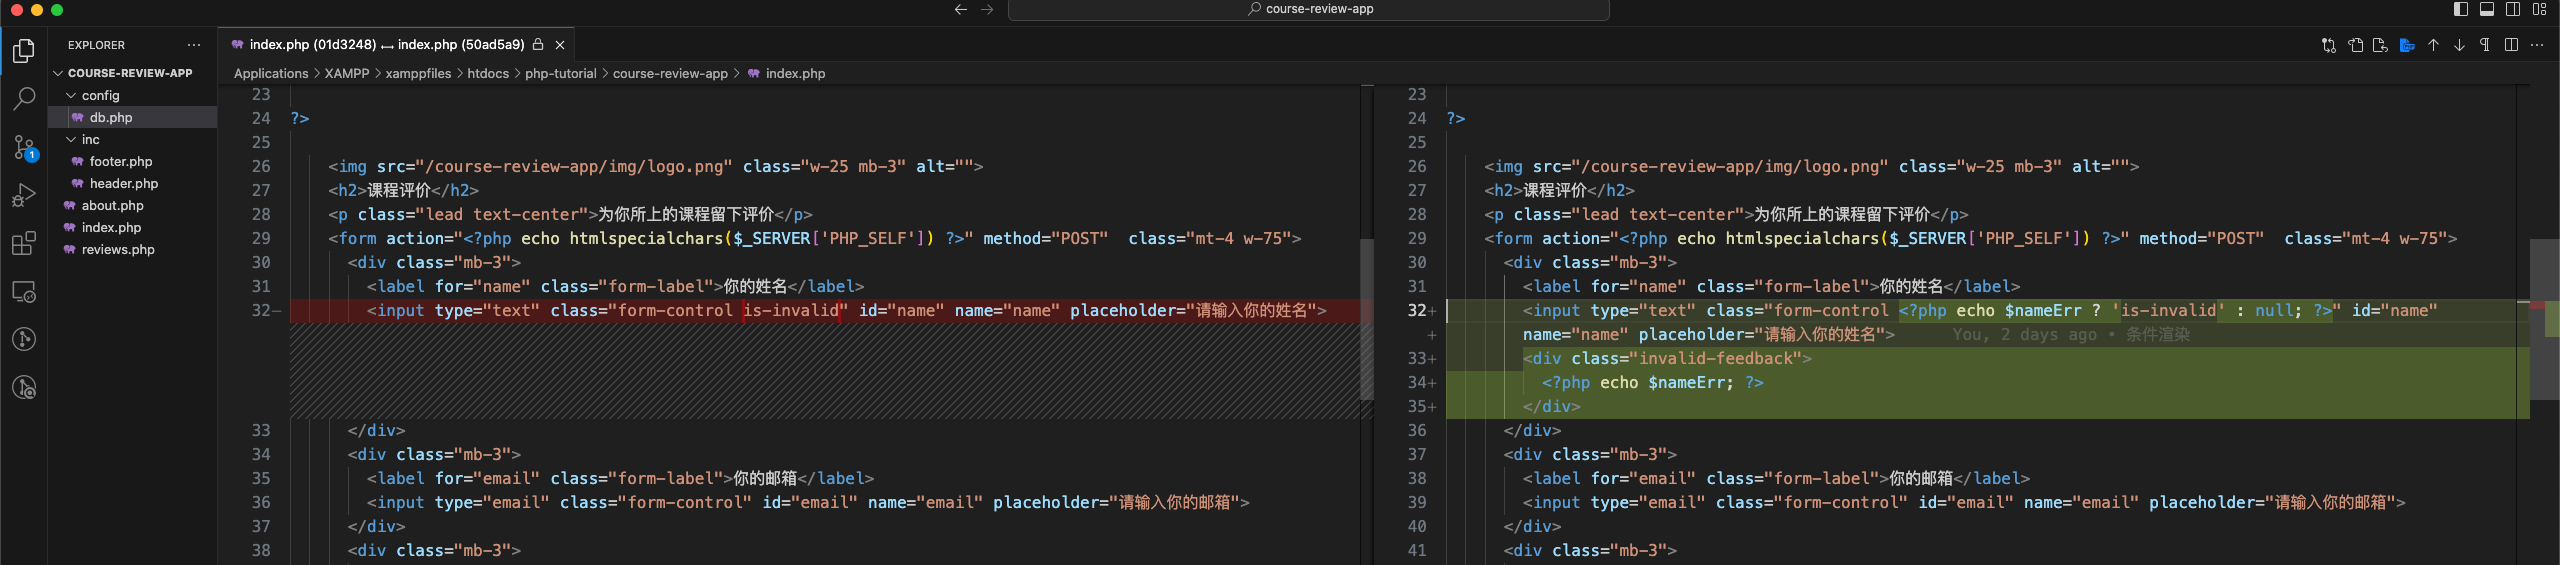 course-review-app
EXPLORER
COURSE-REVIEW-APP
config
db.php
inc
footer.php
header.php
about.php
index.php
reviews.php
1
index.php (01d3248) ↔ index.php (50ad5a9)
Applications > XAMPP > xamppfiles > htdocs > php-tutorial > course-review-app > index.php
23
24 ?>
25
26 <img src="/course-review-app/img/logo.png" class="w-25 mb-3" alt="">
27 <h2>课程评价</h2>
28 <p class="lead text-center">为你所上的课程留下评价</p>
29 <form action="<?php echo htmlspecialchars($_SERVER['PHP_SELF']) ?>" method="POST"  class="mt-4 w-75">
30 <div class="mb-3">
31 <label for="name" class="form-label">你的姓名</label>
32− <input type="text" class="form-control is-invalid" id="name" name="name" placeholder="请输入你的姓名">
33 </div>
34 <div class="mb-3">
35 <label for="email" class="form-label">你的邮箱</label>
36 <input type="email" class="form-control" id="email" name="email" placeholder="请输入你的邮箱">
37 </div>
38 <div class="mb-3">
23
24 ?>
25
26 <img src="/course-review-app/img/logo.png" class="w-25 mb-3" alt="">
27 <h2>课程评价</h2>
28 <p class="lead text-center">为你所上的课程留下评价</p>
29 <form action="<?php echo htmlspecialchars($_SERVER['PHP_SELF']) ?>" method="POST"  class="mt-4 w-75">
30 <div class="mb-3">
31 <label for="name" class="form-label">你的姓名</label>
32+ <input type="text" class="form-control <?php echo $nameErr ? 'is-invalid' : null; ?>" id="name"
+ name="name" placeholder="请输入你的姓名"> You, 2 days ago • 条件渲染
33+ <div class="invalid-feedback">
34+ <?php echo $nameErr; ?>
35+ </div>
36 </div>
37 <div class="mb-3">
38 <label for="email" class="form-label">你的邮箱</label>
39 <input type="email" class="form-control" id="email" name="email" placeholder="请输入你的邮箱">
40 </div>
41 <div class="mb-3">